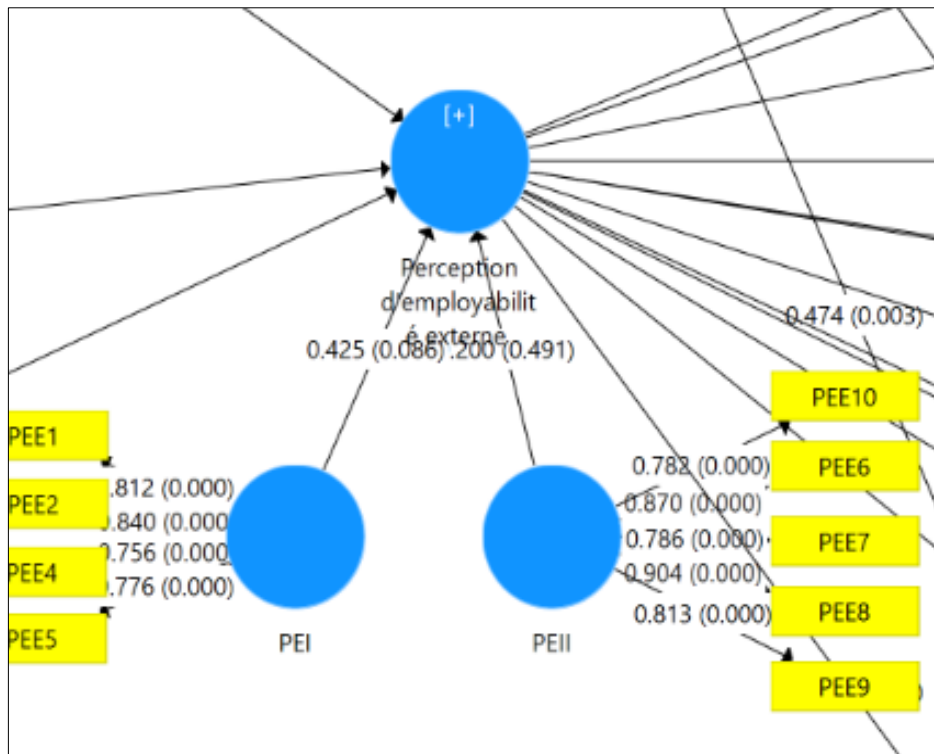 [+]
Perception
d'employabilit
é externe
0.425 (0.086)
.200 (0.491)
0.474 (0.003)
PEE1
PEE2
PEE4
PEE5
.812 (0.000)
0.840 (0.000
0.756 (0.000
0.776 (0.000)
PEI
PEII
0.782 (0.000)
0.870 (0.000)
0.786 (0.000)
0.904 (0.000)
0.813 (0.000)
PEE10
PEE6
PEE7
PEE8
PEE9